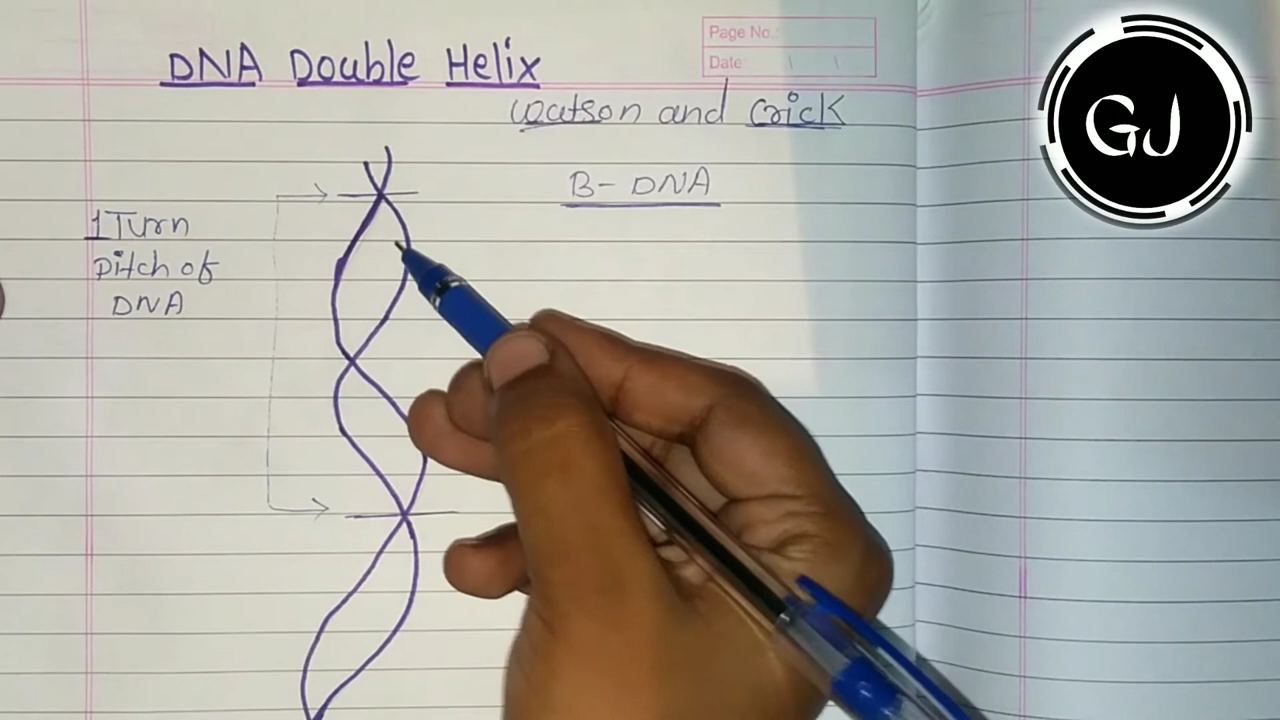 Page No.:
DNA Double Helix
Date
Watson and Crick
B- DNA
1 Turn
Pitch of
DNA
GJ